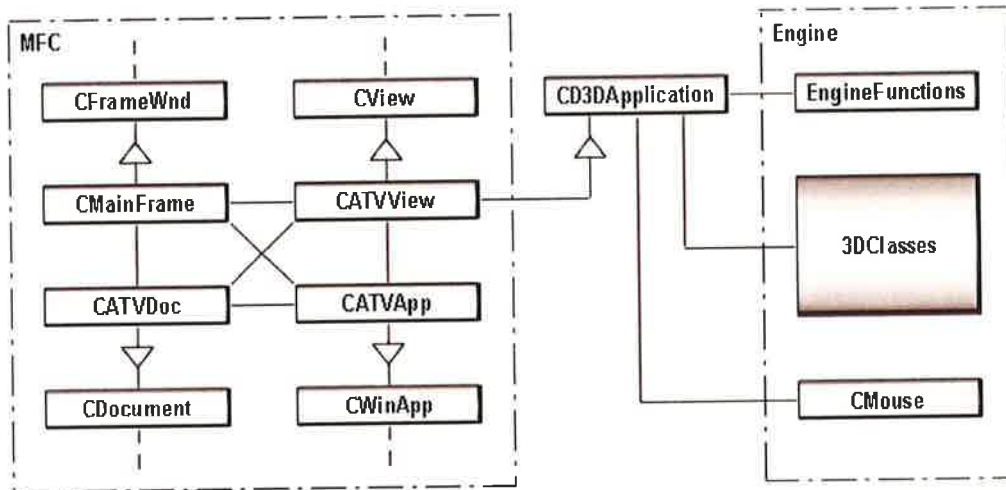 MFC
Engine
CFrameWnd
CView
CD3DApplication
EngineFunctions
CMainFrame
CATVView
3DClasses
CATVDoc
CATVApp
CDocument
CWinApp
CMouse